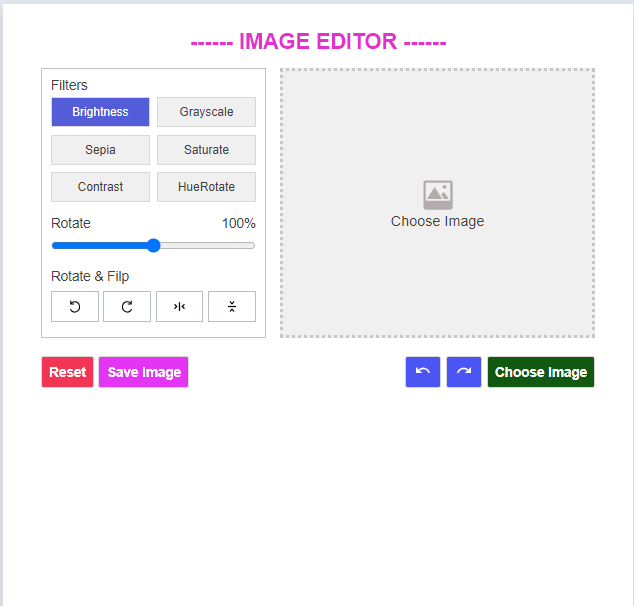 ------ IMAGE EDITOR ------
Filters
Brightness
Grayscale
Sepia
Saturate
Contrast
HueRotate
Rotate
100%
Rotate & Filp
Reset
Save Image
Choose Image
Choose Image